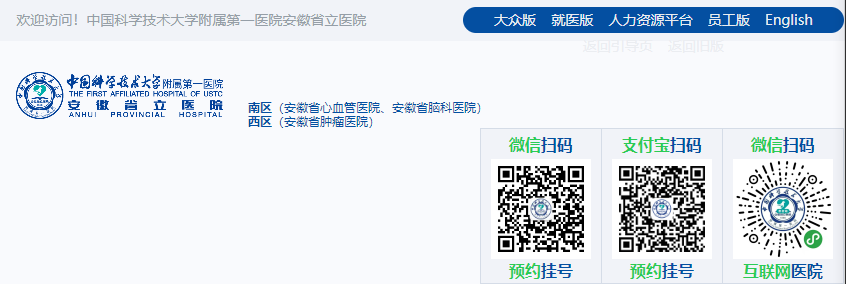 欢迎访问！中国科学技术大学附属第一医院安徽省立医院
大众版 就医版 人力资源平台 员工版 English
返回引导页 返回旧版
中国科学技术大学附属第一医院
THE FIRST AFFILIATED HOSPITAL OF USTC
安徽省立医院
ANHUI PROVINCIAL HOSPITAL
南区（安徽省心血管医院、安徽省脑科医院）
西区（安徽省肿瘤医院）
微信扫码 支付宝扫码 微信扫码
预约挂号 预约挂号 互联网医院